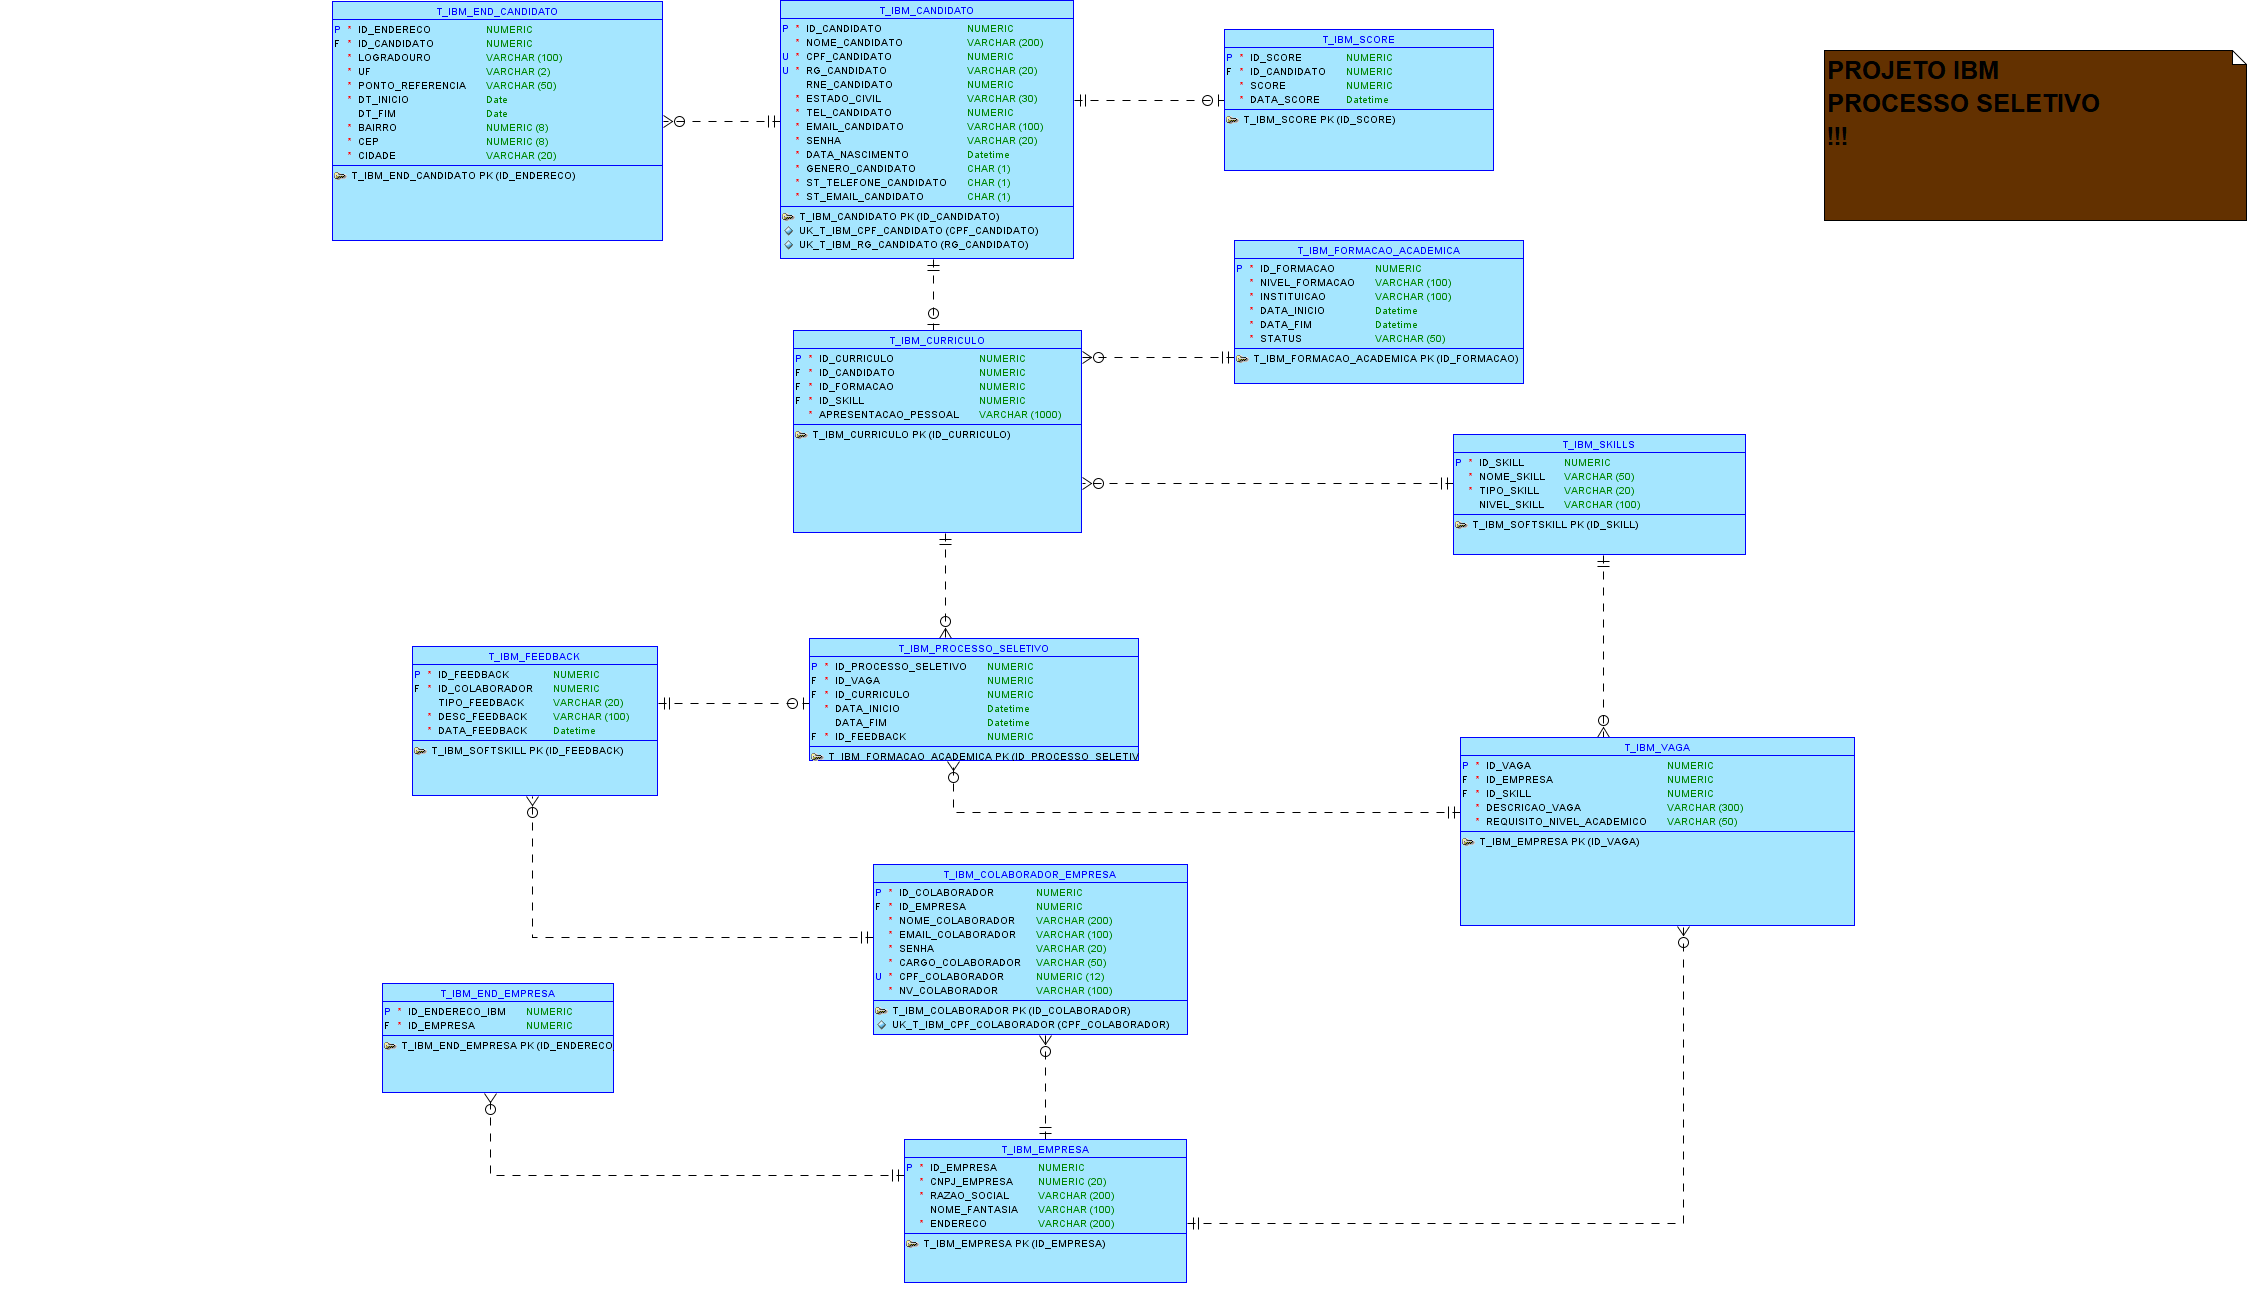 T_IBM_END_CANDIDATO
P * ID_ENDERECO NUMERIC
F * ID_CANDIDATO NUMERIC
* LOGRADOURO VARCHAR (100)
* UF VARCHAR (2)
* PONTO_REFERENCIA VARCHAR (50)
* DT_INICIO Date
DT_FIM Date
* BAIRRO NUMERIC (8)
* CEP NUMERIC (8)
* CIDADE VARCHAR (20)
T_IBM_END_CANDIDATO PK (ID_ENDERECO)
T_IBM_CANDIDATO
P * ID_CANDIDATO NUMERIC
* NOME_CANDIDATO VARCHAR (200)
U * CPF_CANDIDATO NUMERIC
U * RG_CANDIDATO VARCHAR (20)
RNE_CANDIDATO NUMERIC
* ESTADO_CIVIL VARCHAR (30)
* TEL_CANDIDATO NUMERIC
* EMAIL_CANDIDATO VARCHAR (100)
* SENHA VARCHAR (20)
* DATA_NASCIMENTO Datetime
* GENERO_CANDIDATO CHAR (1)
* ST_TELEFONE_CANDIDATO CHAR (1)
* ST_EMAIL_CANDIDATO CHAR (1)
T_IBM_CANDIDATO PK (ID_CANDIDATO)
UK_T_IBM_CPF_CANDIDATO (CPF_CANDIDATO)
UK_T_IBM_RG_CANDIDATO (RG_CANDIDATO)
T_IBM_SCORE
P * ID_SCORE NUMERIC
F * ID_CANDIDATO NUMERIC
* SCORE NUMERIC
* DATA_SCORE Datetime
T_IBM_SCORE PK (ID_SCORE)
PROJETO IBM
PROCESSO SELETIVO
!!!
T_IBM_FORMACAO_ACADEMICA
P * ID_FORMACAO NUMERIC
* NIVEL_FORMACAO VARCHAR (100)
* INSTITUICAO VARCHAR (100)
* DATA_INICIO Datetime
* DATA_FIM Datetime
* STATUS VARCHAR (50)
T_IBM_FORMACAO_ACADEMICA PK (ID_FORMACAO)
T_IBM_CURRICULO
P * ID_CURRICULO NUMERIC
F * ID_CANDIDATO NUMERIC
F * ID_FORMACAO NUMERIC
F * ID_SKILL NUMERIC
* APRESENTACAO_PESSOAL VARCHAR (1000)
T_IBM_CURRICULO PK (ID_CURRICULO)
T_IBM_SKILLS
P * ID_SKILL NUMERIC
* NOME_SKILL VARCHAR (50)
* TIPO_SKILL VARCHAR (20)
NIVEL_SKILL VARCHAR (100)
T_IBM_SOFTSKILL PK (ID_SKILL)
T_IBM_FEEDBACK
P * ID_FEEDBACK NUMERIC
F * ID_COLABORADOR NUMERIC
TIPO_FEEDBACK VARCHAR (20)
* DESC_FEEDBACK VARCHAR (100)
* DATA_FEEDBACK Datetime
T_IBM_SOFTSKILL PK (ID_FEEDBACK)
T_IBM_PROCESSO_SELETIVO
P * ID_PROCESSO_SELETIVO NUMERIC
F * ID_VAGA NUMERIC
F * ID_CURRICULO NUMERIC
* DATA_INICIO Datetime
DATA_FIM Datetime
F * ID_FEEDBACK NUMERIC
T_IBM_FORMACAO_ACADEMICA PK (ID_PROCESSO_SELETIV
T_IBM_VAGA
P * ID_VAGA NUMERIC
F * ID_EMPRESA NUMERIC
F * ID_SKILL NUMERIC
* DESCRICAO_VAGA VARCHAR (300)
* REQUISITO_NIVEL_ACADEMICO VARCHAR (50)
T_IBM_EMPRESA PK (ID_VAGA)
T_IBM_COLABORADOR_EMPRESA
P * ID_COLABORADOR NUMERIC
F * ID_EMPRESA NUMERIC
* NOME_COLABORADOR VARCHAR (200)
* EMAIL_COLABORADOR VARCHAR (100)
* SENHA VARCHAR (20)
* CARGO_COLABORADOR VARCHAR (50)
U * CPF_COLABORADOR NUMERIC (12)
* NV_COLABORADOR VARCHAR (100)
T_IBM_COLABORADOR PK (ID_COLABORADOR)
UK_T_IBM_CPF_COLABORADOR (CPF_COLABORADOR)
T_IBM_END_EMPRESA
P * ID_ENDERECO_IBM NUMERIC
F * ID_EMPRESA NUMERIC
T_IBM_END_EMPRESA PK (ID_ENDERECO
T_IBM_EMPRESA
P * ID_EMPRESA NUMERIC
* CNPJ_EMPRESA NUMERIC (20)
* RAZAO_SOCIAL VARCHAR (200)
NOME_FANTASIA VARCHAR (100)
* ENDERECO VARCHAR (200)
T_IBM_EMPRESA PK (ID_EMPRESA)